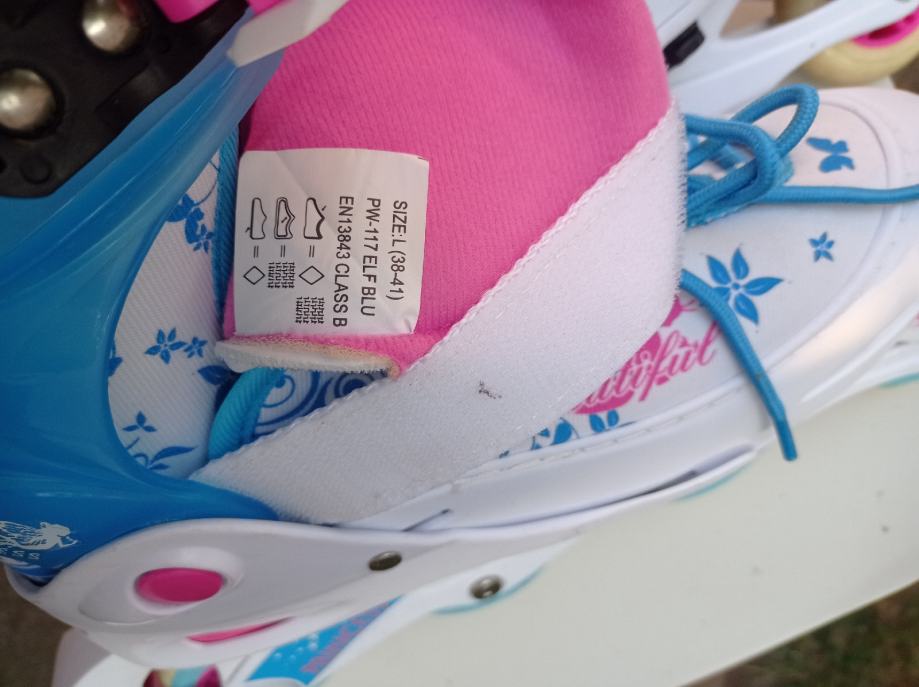 SIZE:L (38-41)
PW-117 ELF BLU
EN13843 CLASS B